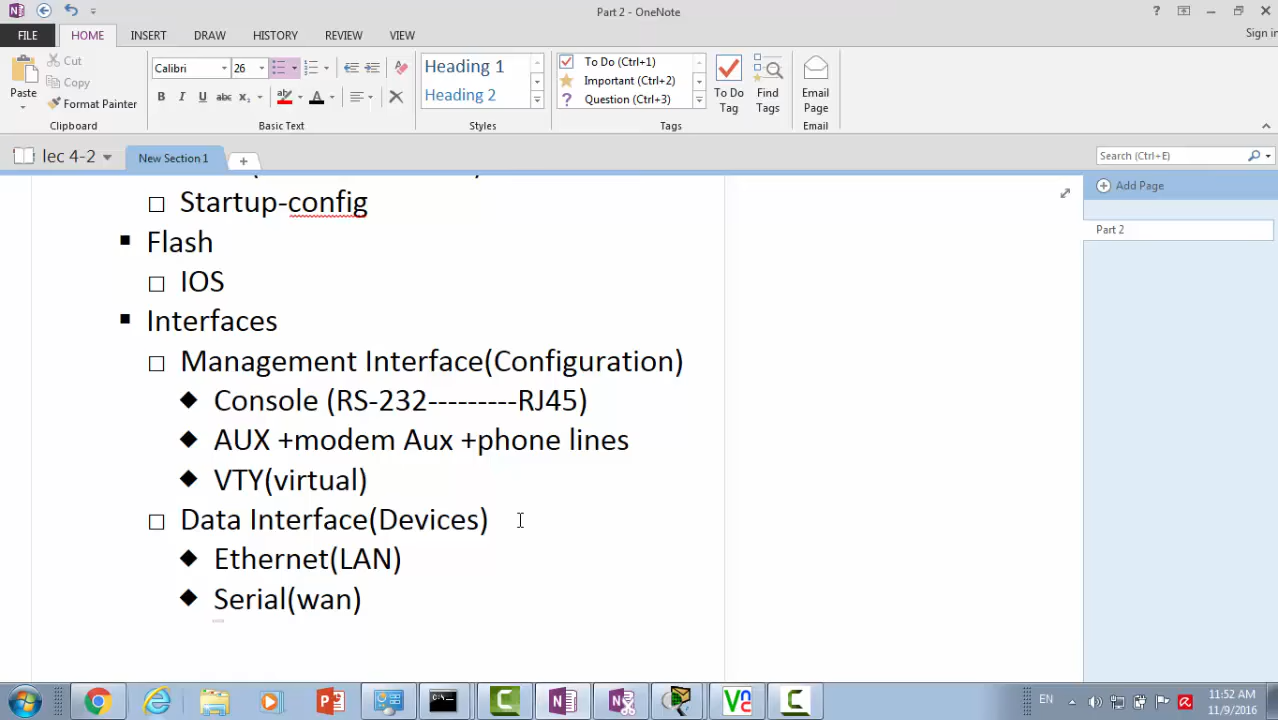 Part 2 - OneNote
FILE HOME INSERT DRAW HISTORY REVIEW VIEW
Sign in
Paste
Cut
Copy
Format Painter
Clipboard
Calibri 26
B I U abc X₂ A
Basic Text
Heading 1
Heading 2
Styles
To Do (Ctrl+1)
Important (Ctrl+2)
Question (Ctrl+3)
To Do Tag
Find Tags
Tags
Email Page
Email
lec 4-2
New Section 1
Search (Ctrl+E)
Add Page
Part 2
Startup-config
Flash
IOS
Interfaces
Management Interface(Configuration)
Console (RS-232---------RJ45)
AUX +modem Aux +phone lines
VTY(virtual)
Data Interface(Devices)
Ethernet(LAN)
Serial(wan)
EN
11:52 AM
11/9/2016